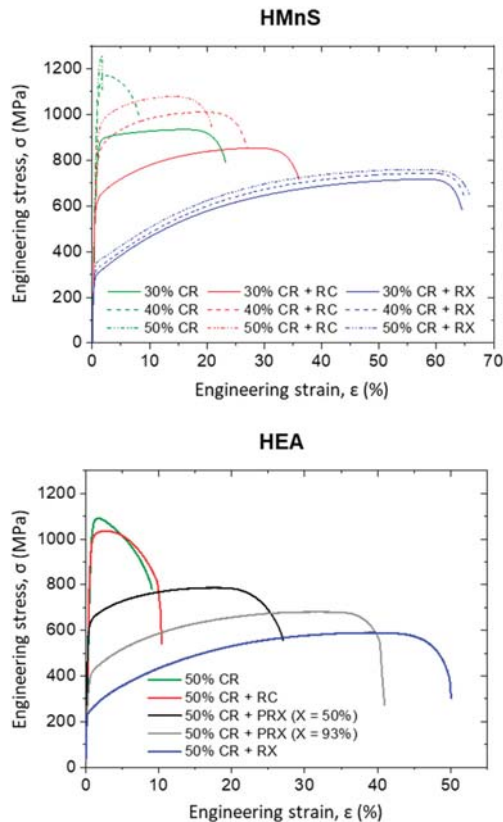 HMnS
Engineering stress, σ (MPa)
1200
1000
800
600
400
200
0
30% CR 30% CR + RC 30% CR + RX
40% CR 40% CR + RC 40% CR + RX
50% CR 50% CR + RC 50% CR + RX
0 10 20 30 40 50 60 70
Engineering strain, ε (%)
HEA
Engineering stress, σ (MPa)
1200
1000
800
600
400
200
0
50% CR
50% CR + RC
50% CR + PRX (X = 50%)
50% CR + PRX (X = 93%)
50% CR + RX
0 10 20 30 40 50
Engineering strain, ε (%)